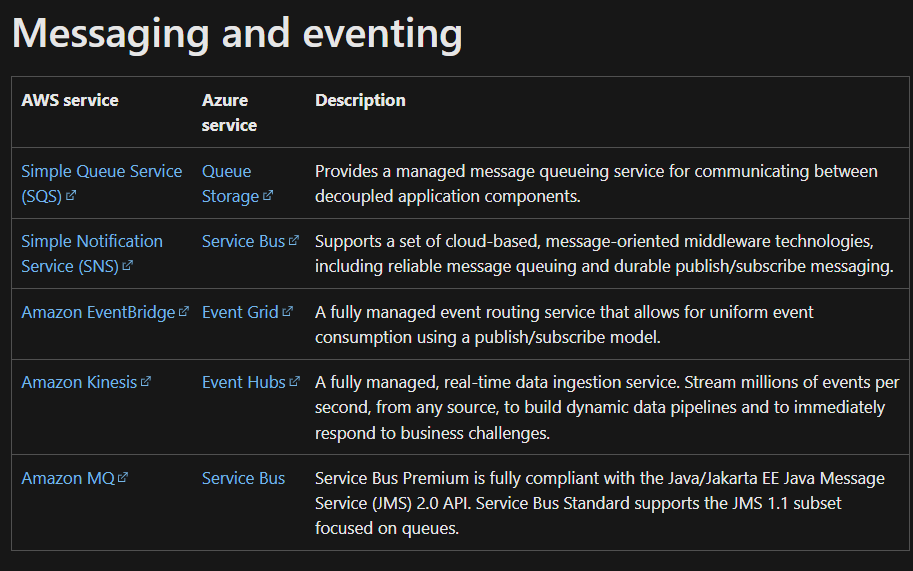 Messaging and eventing
AWS service
Azure
service
Description
Simple Queue Service
(SQS)
Queue
Storage
Provides a managed message queueing service for communicating between
decoupled application components.
Simple Notification
Service (SNS)
Service Bus
Supports a set of cloud-based, message-oriented middleware technologies,
including reliable message queuing and durable publish/subscribe messaging.
Amazon EventBridge
Event Grid
A fully managed event routing service that allows for uniform event
consumption using a publish/subscribe model.
Amazon Kinesis
Event Hubs
A fully managed, real-time data ingestion service. Stream millions of events per
second, from any source, to build dynamic data pipelines and to immediately
respond to business challenges.
Amazon MQ
Service Bus
Service Bus Premium is fully compliant with the Java/Jakarta EE Java Message
Service (JMS) 2.0 API. Service Bus Standard supports the JMS 1.1 subset
focused on queues.